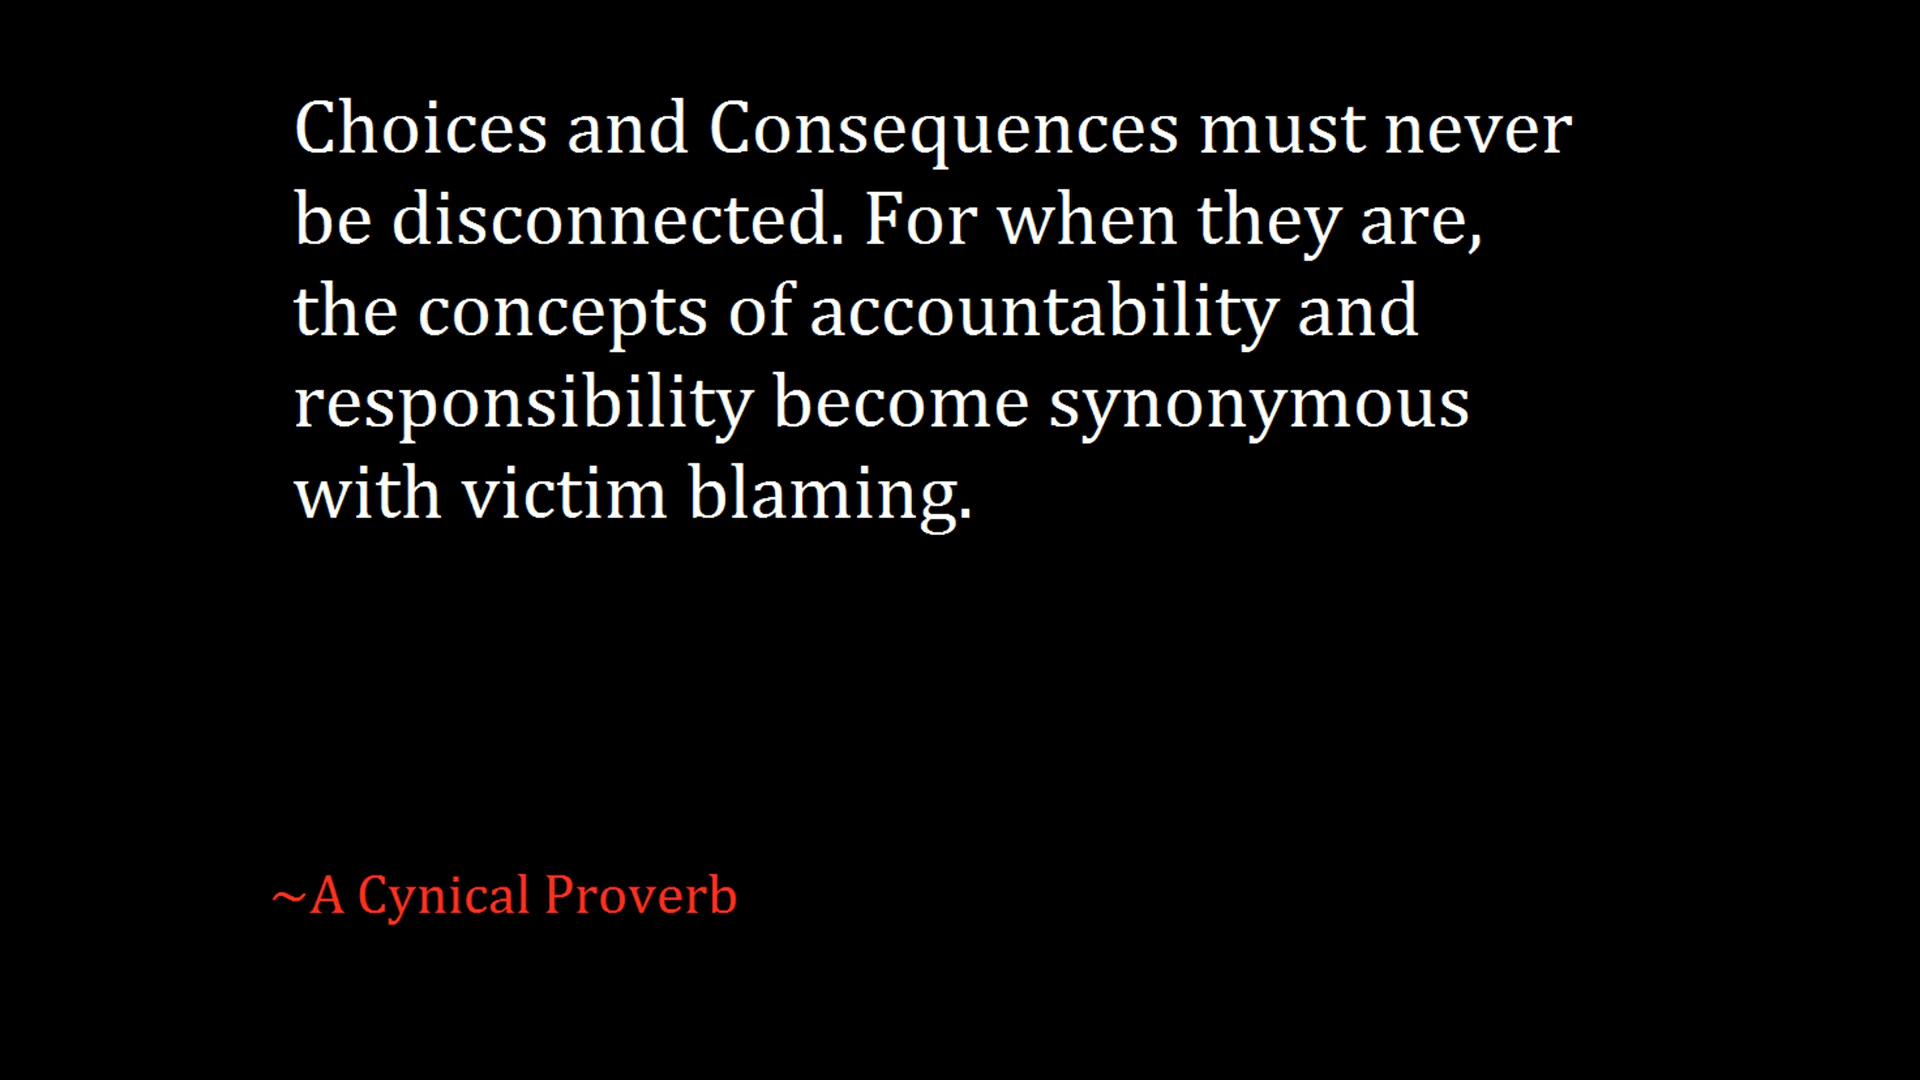 Choices and Consequences must never
be disconnected. For when they are,
the concepts of accountability and
responsibility become synonymous
with victim blaming.
~A Cynical Proverb